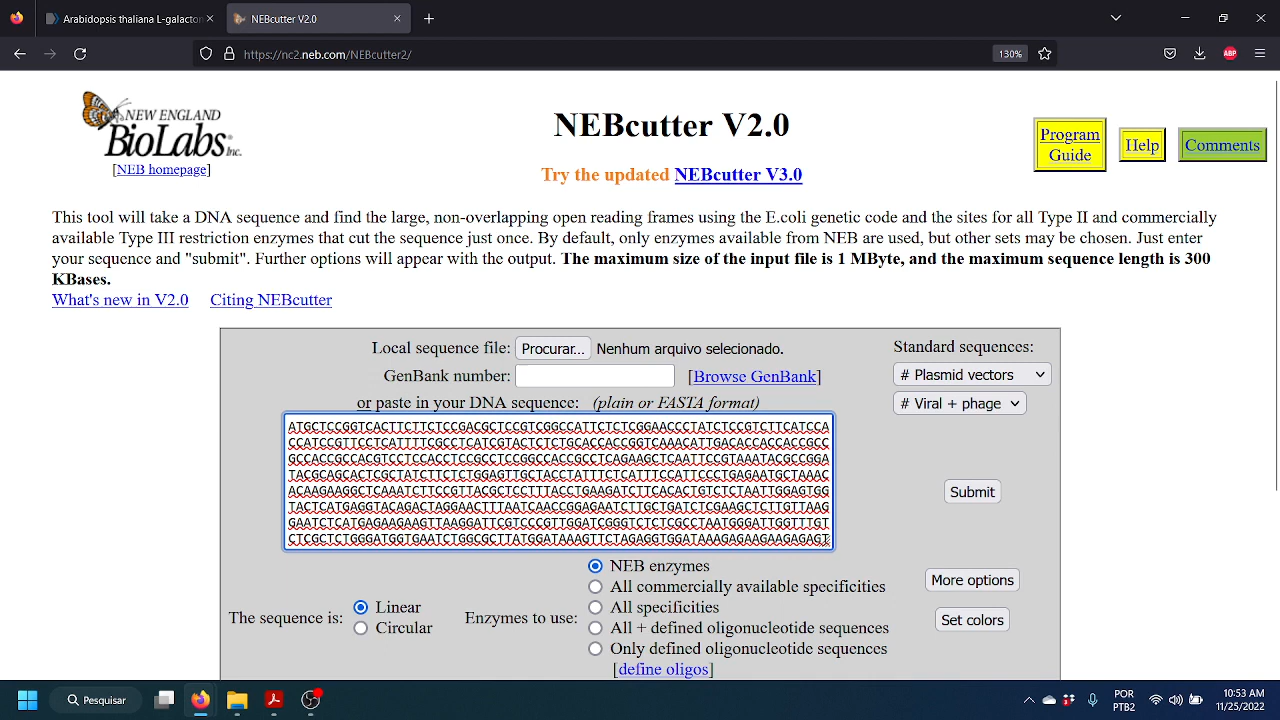 Arabidopsis thaliana L-galactor
NEBcutter V2.0
https://nc2.neb.com/NEBcutter2/
130%
ABP
NEW ENGLAND
BioLabs Inc.
[NEB homepage]
NEBcutter V2.0
Try the updated NEBcutter V3.0
Program Guide
Help
Comments
This tool will take a DNA sequence and find the large, non-overlapping open reading frames using the E.coli genetic code and the sites for all Type II and commercially
available Type III restriction enzymes that cut the sequence just once. By default, only enzymes available from NEB are used, but other sets may be chosen. Just enter
your sequence and "submit". Further options will appear with the output. The maximum size of the input file is 1 MByte, and the maximum sequence length is 300
KBases.
What's new in V2.0 Citing NEBcutter
Local sequence file: Procurar... Nenhum arquivo selecionado.
Standard sequences:
GenBank number: [Browse GenBank]
# Plasmid vectors
or paste in your DNA sequence: (plain or FASTA format)
# Viral + phage
ATGCTCCGGTCACTTCTTCTCCGACGCTCCGTCGGCCATTCTCTCGGAACCCTATCTCCGTCTTCATCCA
CCATCCGTTCCTCATTTTCGCCTCATCGTACTCTCTGCACCACCGGTCAAACATTGACACCACCACCGCC
GCCACCGCCACGTCCTCCACCTCCGCCTCCGGCCACCGCCTCAGAAGCTCAATTCCGTAAATACGCCGGA
TACGCAGCACTCGCTATCTTCTCTGGAGTTGCTACCTATTTCTCATTTCCATTCCCTGAGAATGCTAAAC
ACAAGAAGGCTCAAATCTTCCGTTACGCTCCTTTACCTGAAGATCTTCACACTGTCTCTAATTGGAGTGG
TACTCATGAGGTACAGACTAGGAACTTTAATCAACCGGAGAATCTTGCTGATCTCGAAGCTCTTGTTAAG
GAATCTCATGAGAAGAAGTTAAGGATTCGTCCCGTTGGATCGGGTCTCTCGCCTAATGGGATTGGTTTGT
CTCGCTCTGGGATGGTGAATCTGGCGCTTATGGATAAAGTTCTAGAGGTGGATAAAGAGAAGAAGAGAGT
Submit
NEB enzymes
All commercially available specificities
More options
The sequence is: Linear Enzymes to use: All specificities
Circular All + defined oligonucleotide sequences
Set colors
Only defined oligonucleotide sequences
[define oligos]
Pesquisar
POR
PTB2
10:53 AM
11/25/2022